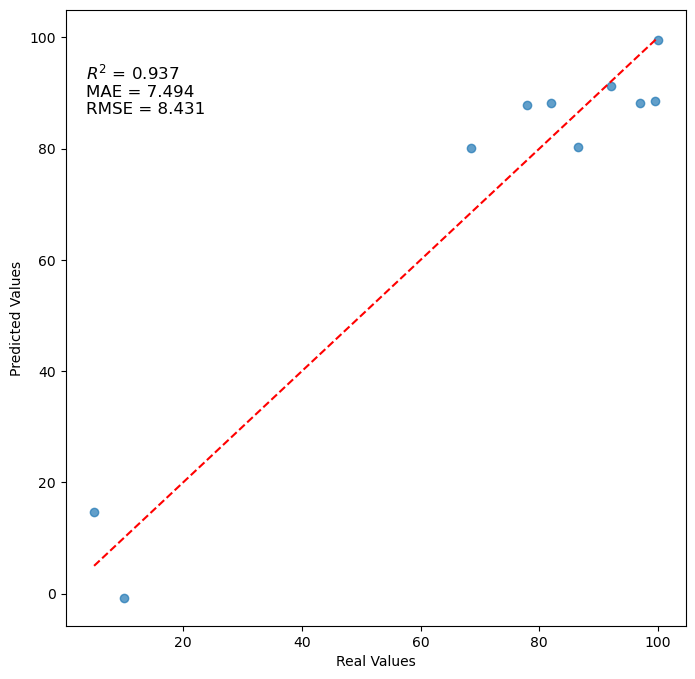 100
R² = 0.937
MAE = 7.494
RMSE = 8.431
80
60
40
20
0
Predicted Values
20 40 60 80 100
Real Values